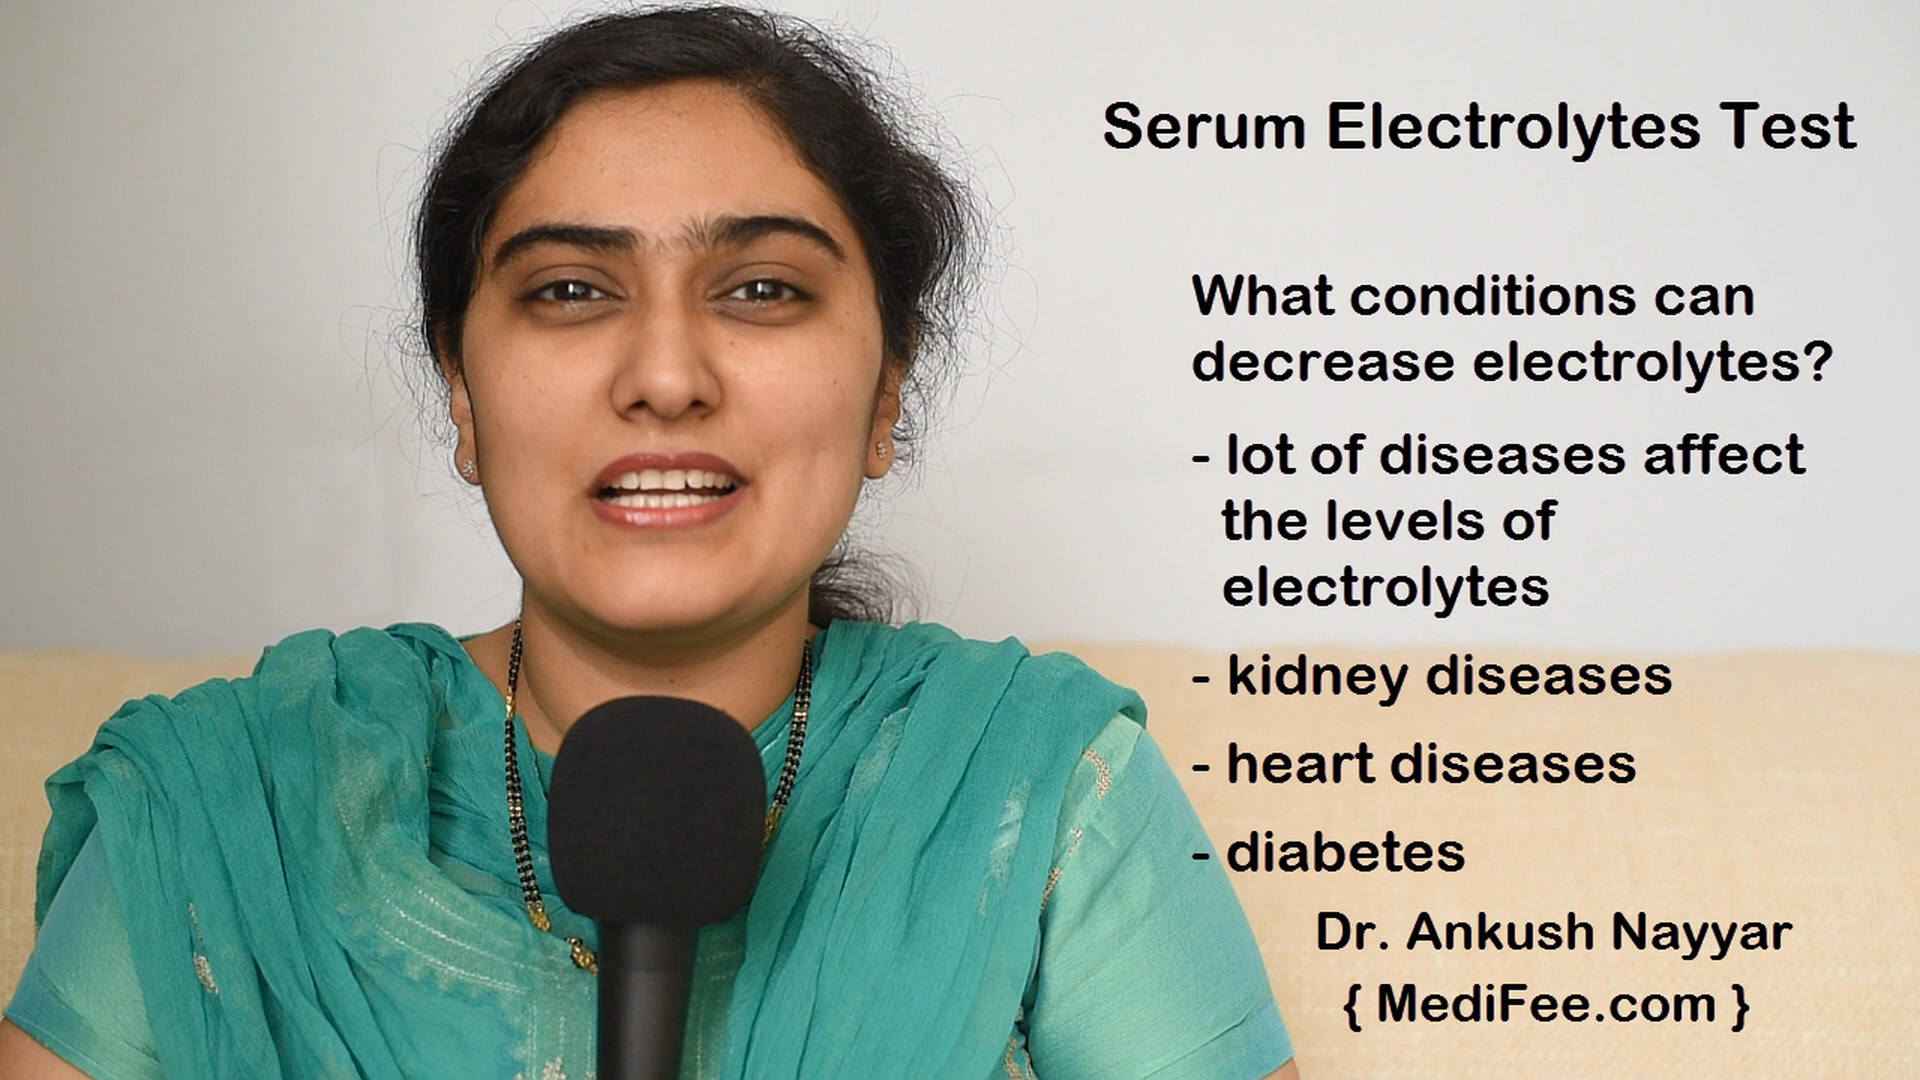 Serum Electrolytes Test
What conditions can
decrease electrolytes?
- lot of diseases affect
the levels of
electrolytes
- kidney diseases
- heart diseases
- diabetes
Dr. Ankush Nayyar
{ MediFee.com }